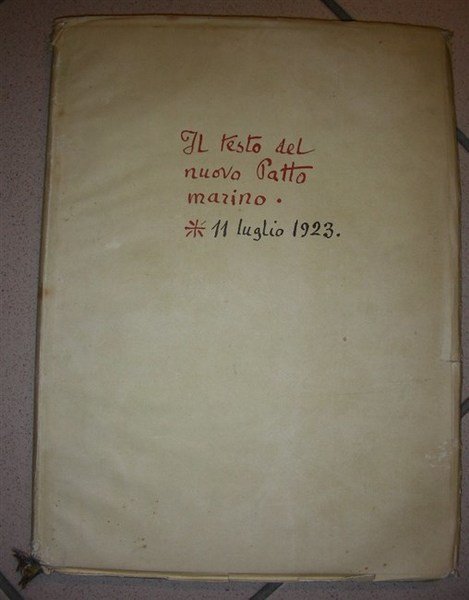 Il testo del
nuovo Patto
marino.
* 11 luglio 1923.